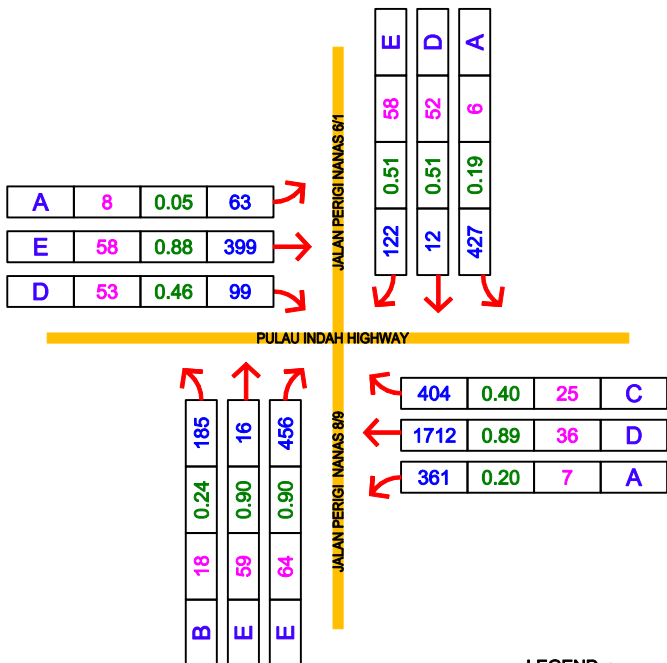 E 58 0.51 122
D 52 0.51 12
A 6 0.19 427
JALAN PERIGI NANAS 6/1
A 8 0.05 63
E 58 0.88 399
D 53 0.46 99
PULAU INDAH HIGHWAY
404 0.40 25 C
1712 0.89 36 D
361 0.20 7 A
185 0.24 18 B
16 0.90 59 E
456 0.90 64 E
JALAN PERIGI NANAS 8/9
LEGEND